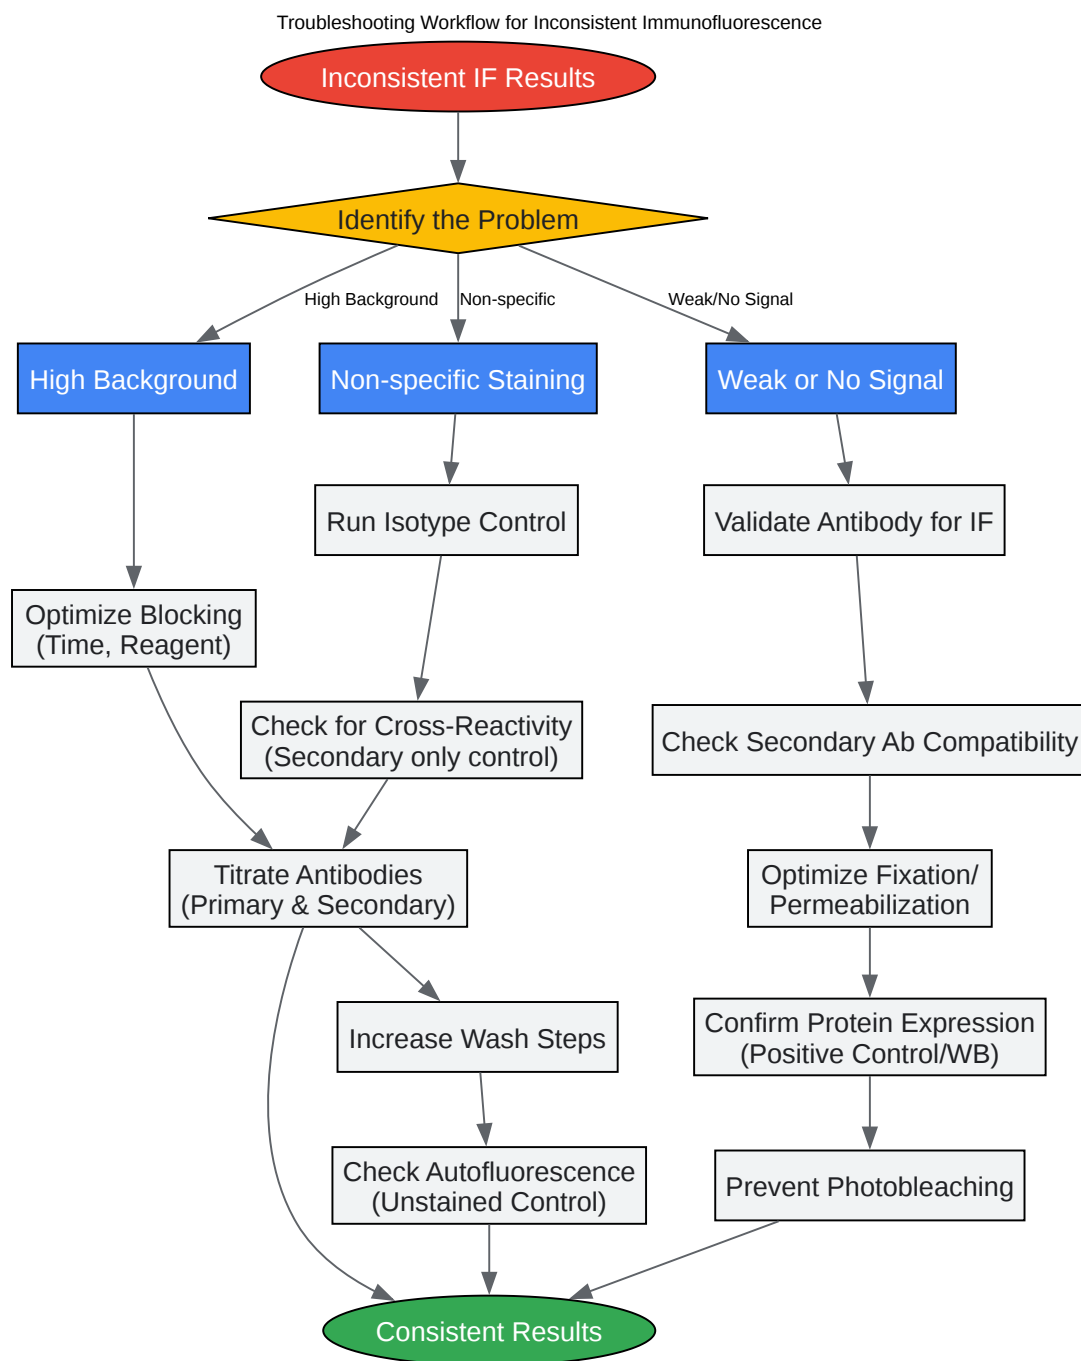 Troubleshooting Workflow for Inconsistent Immunofluorescence
Inconsistent IF Results
Identify the Problem
High Background
Non-specific
Weak/No Signal
High Background
Non-specific Staining
Weak or No Signal
Run Isotype Control
Validate Antibody for IF
Optimize Blocking
(Time, Reagent)
Check for Cross-Reactivity
(Secondary only control)
Check Secondary Ab Compatibility
Titrate Antibodies
(Primary & Secondary)
Optimize Fixation/
Permeabilization
Increase Wash Steps
Confirm Protein Expression
(Positive Control/WB)
Check Autofluorescence
(Unstained Control)
Prevent Photobleaching
Consistent Results